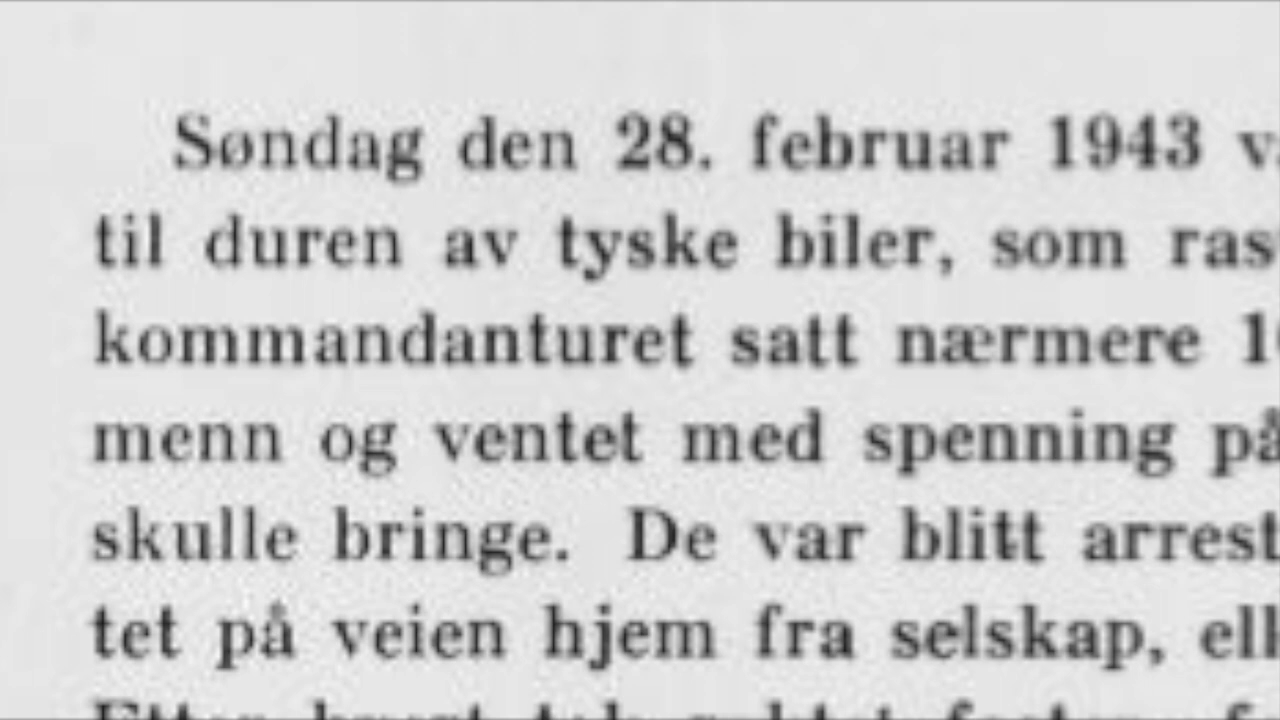 Søndag den 28. februar 1943
til duren av tyske biler, som
kommandanturet satt nærmere
menn og ventet med spenning på
skulle bringe. De var blitt
tet på veien hjem fra selskap,